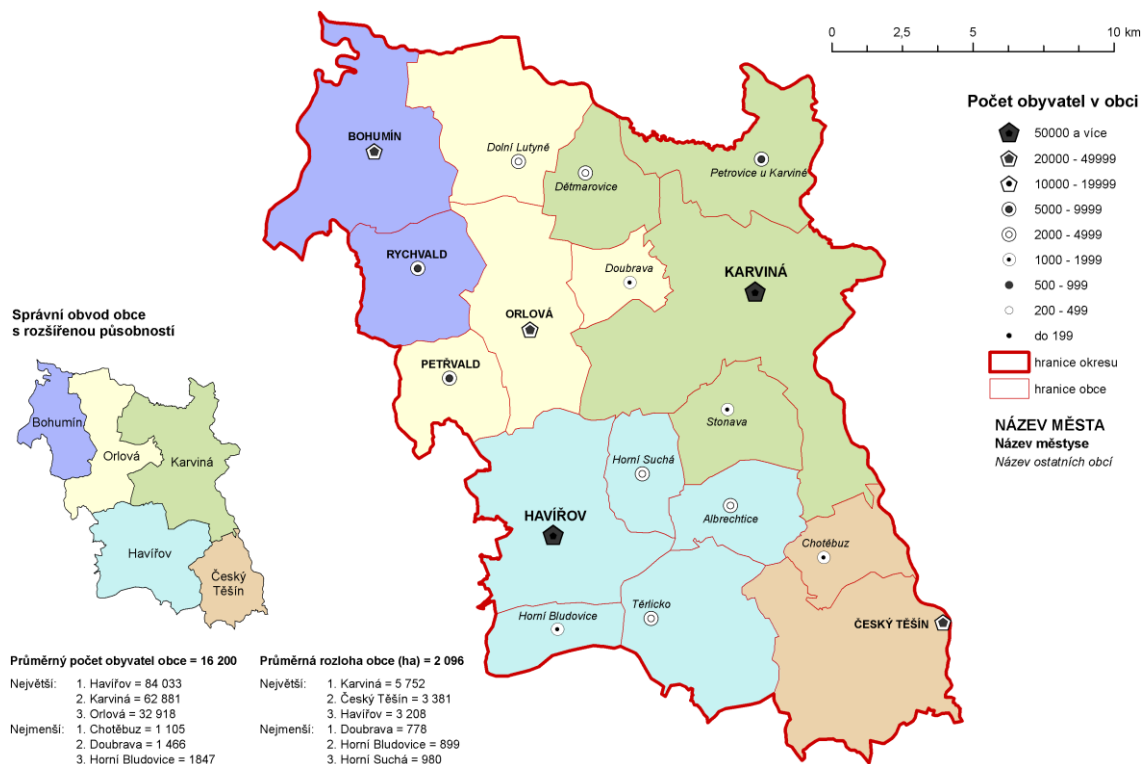 0 2,5 5 10 km
Počet obyvatel v obci
50000 a více
20000 - 49999
10000 - 19999
5000 - 9999
2000 - 4999
1000 - 1999
500 - 999
200 - 499
do 199
hranice okresu
hranice obce
NÁZEV MĚSTA
Název městyse
Název ostatních obcí
BOHUMÍN
Dolní Lutyně
Dětmarovice
Petrovice u Karviné
RYCHVALD
Doubrava
KARVINÁ
ORLOVÁ
PETŘVALD
Stonava
Horní Suchá
HAVÍŘOV
Albrechtice
Chotěbuz
Těrlicko
Horní Bludovice
ČESKÝ TĚŠÍN
Správní obvod obce
s rozšířenou působností
Bohumín
Orlová
Karviná
Havířov
Český
Těšín
Průměrný počet obyvatel obce = 16 200
Největší: 1. Havířov = 84 033
2. Karviná = 62 881
3. Orlová = 32 918
Nejmenší: 1. Chotěbuz = 1 105
2. Doubrava = 1 466
3. Horní Bludovice = 1847
Průměrná rozloha obce (ha) = 2 096
Největší: 1. Karviná = 5 752
2. Český Těšín = 3 381
3. Havířov = 3 208
Nejmenší: 1. Doubrava = 778
2. Horní Bludovice = 899
3. Horní Suchá = 980